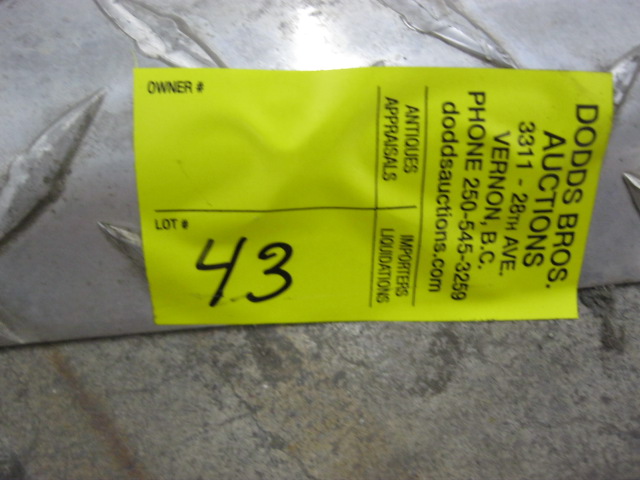 DODDS BROS.
AUCTIONS
3311 - 28TH AVE.
VERNON, B.C.
PHONE 250-545-3259
doddsauctions.com
ANTIQUES
APPRAISALS
IMPORTERS
LIQUIDATIONS
OWNER #
LOT #
43